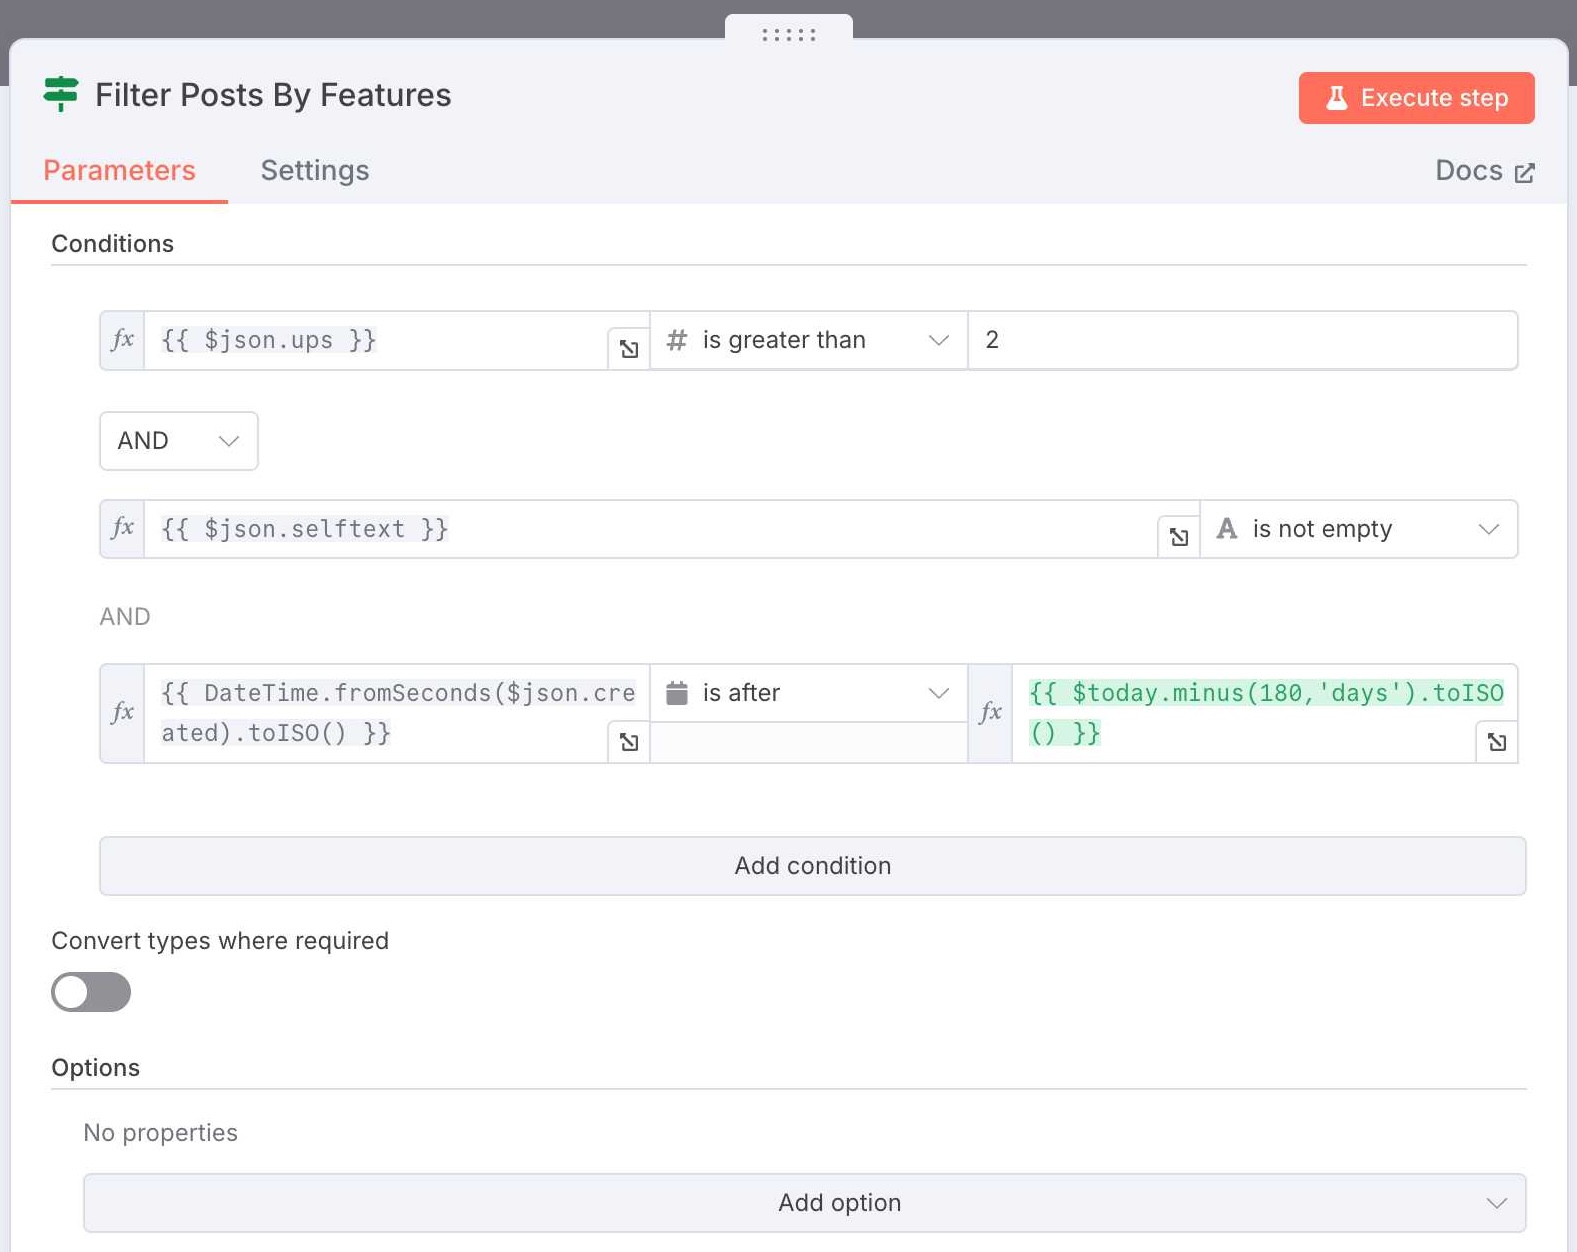 Filter Posts By Features
Execute step
Parameters
Settings
Docs
Conditions
fx
{{ $json.ups }}
# is greater than
2
AND
fx
{{ $json.selftext }}
A is not empty
AND
fx
{{ DateTime.fromSeconds($json.cre
ated).toISO() }}
is after
fx
{{ $today.minus(180,'days').toISO
() }}
Add condition
Convert types where required
Options
No properties
Add option